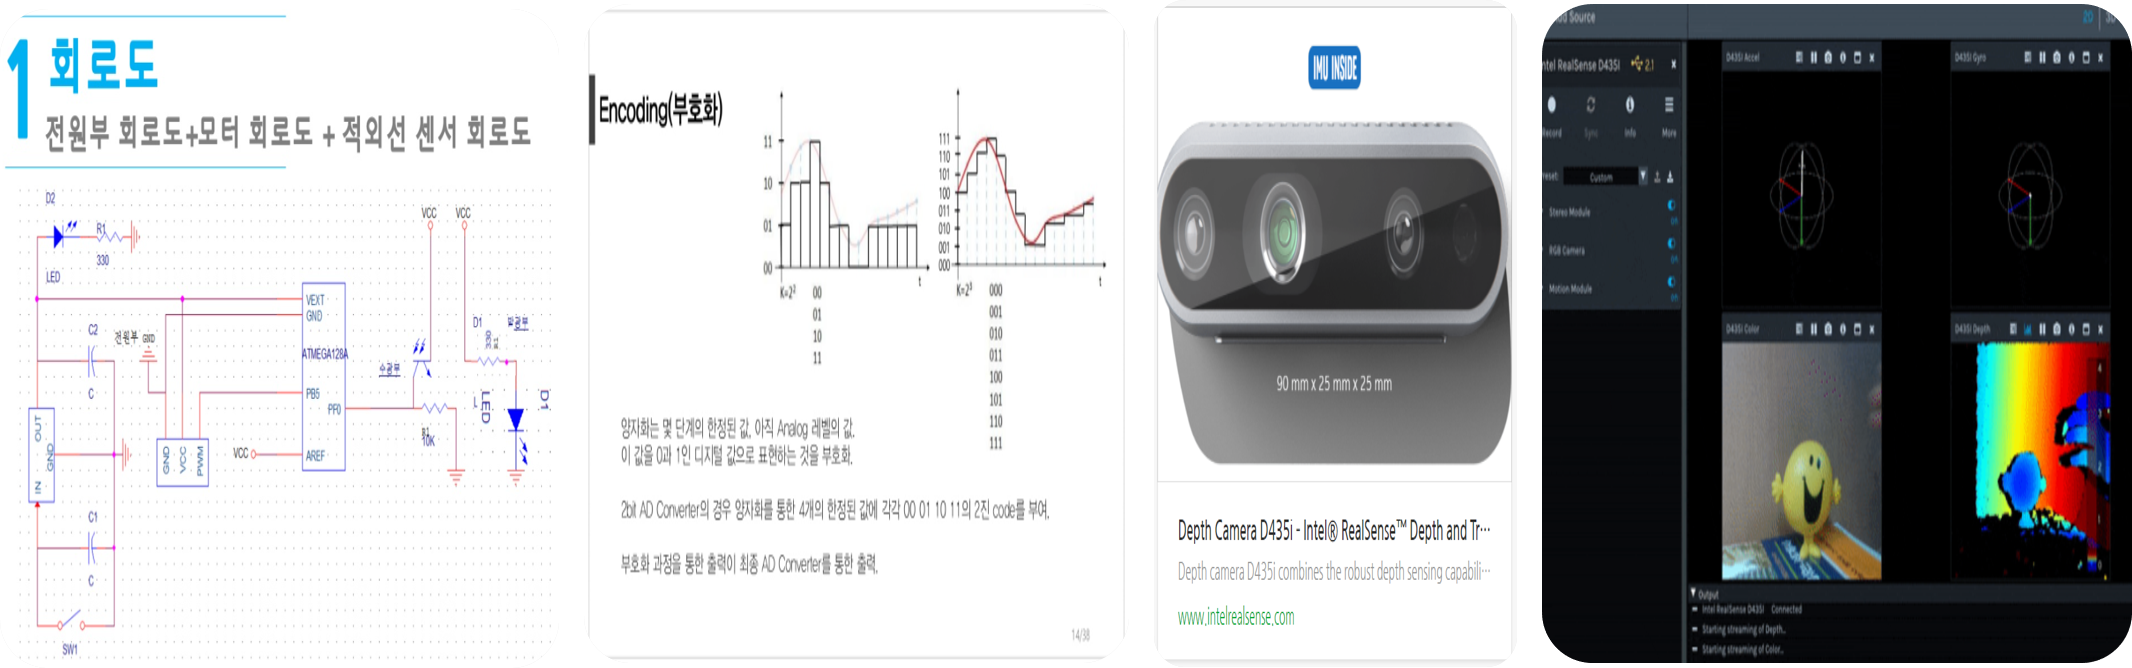 1 회로도
전원부 회로도+모터 회로도 + 적외선 센서 회로도
D2
R1
330
LED
VCC
VCC
VEXT
GND
ATMEGA128A
PB5
PF0
AREF
C2
C
전원부
GND
OUT
GND
IN
GND
VCC
PWM
VCC
C1
C
SW1
수광부
10K
D1
330
발광부
LED
D1
Encoding(부호화)
11
10
01
00
K=2²
t
00
01
10
11
111
110
101
100
011
010
001
000
K=2³
t
000
001
010
011
100
101
110
111
양자화는 몇 단계의 한정된 값, 아직 Analog 레벨의 값.
이 값을 0과 1인 디지털 값으로 표현하는 것을 부호화.
2bit AD Converter의 경우 양자화를 통한 4개의 한정된 값에 각각 00 01 10 11의 2진 code를 부여.
부호화 과정을 통한 출력이 최종 AD Converter를 통한 출력.
14/38
IMU INSIDE
90 mm x 25 mm x 25 mm
Depth Camera D435i - Intel® RealSense™ Depth and Tr···
Depth camera D435i combines the robust depth sensing capabili···
www.intelrealsense.com
Source
2D
ntel RealSense D435I
2.1
Record
Sync
Info
More
reset:
Custom
Stereo Module
Off
RGB Camera
Off
Motion Module
Off
D435I Accel
D435I Gyro
D435I Color
D435I Depth
Output
Intel RealSense D435I Connected
Starting streaming of Depth..
Starting streaming of Color..